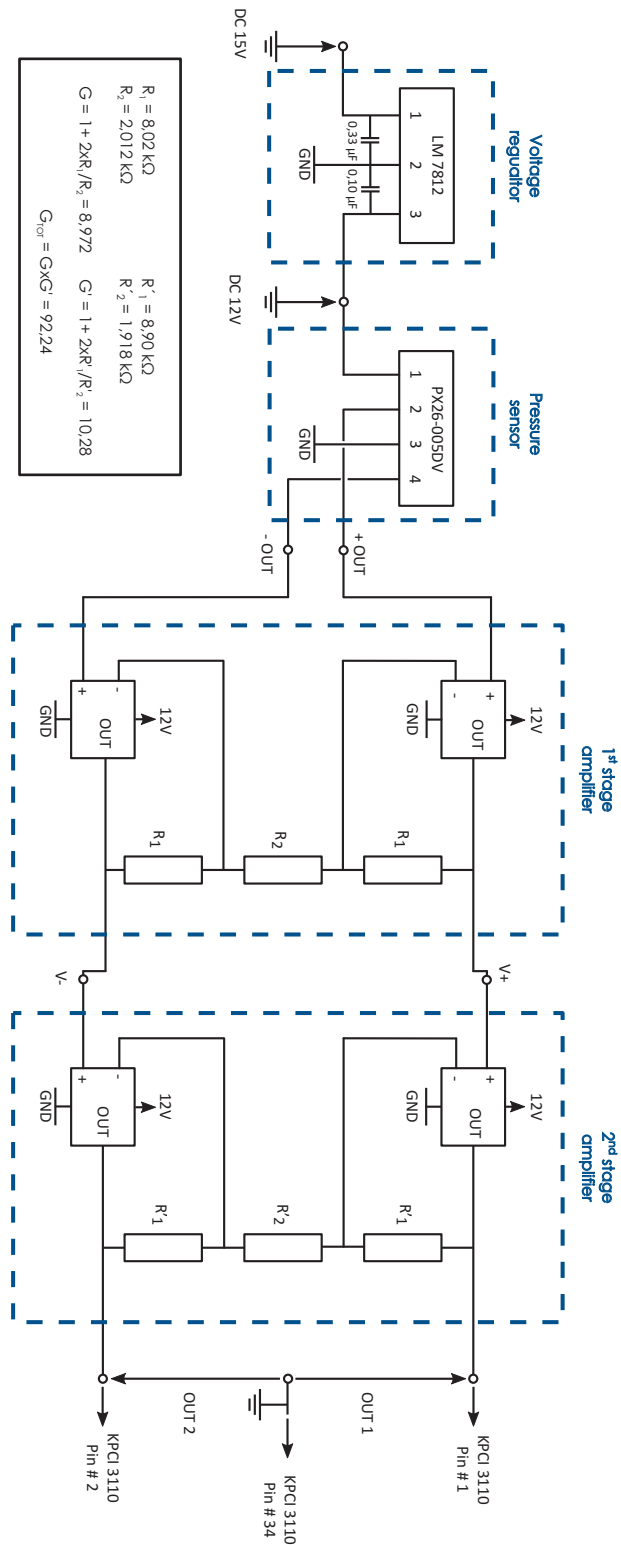 Voltage
regualtor
LM 7812
1
2
3
0,33 µF
0,10 µF
GND
DC 15V
DC 12V
Pressure
sensor
PX26-005DV
1
2
3
4
GND
+ OUT
- OUT
1st stage
amplifier
12V
+
-
OUT
GND
R1
R2
R1
12V
-
+
OUT
GND
V+
V-
2nd stage
amplifier
12V
+
-
OUT
GND
R'1
R'2
R'1
12V
-
+
OUT
GND
OUT 1
OUT 2
KPCI 3110
Pin # 1
KPCI 3110
Pin # 34
KPCI 3110
Pin # 2
R1 = 8,02 kΩ R´1 = 8,90 kΩ
R2 = 2,012 kΩ R´2 = 1,918 kΩ
G = 1+ 2xR1/R2 = 8,972 G' = 1+ 2xR'1/R'2 = 10,28
GTOT = GxG' = 92,24